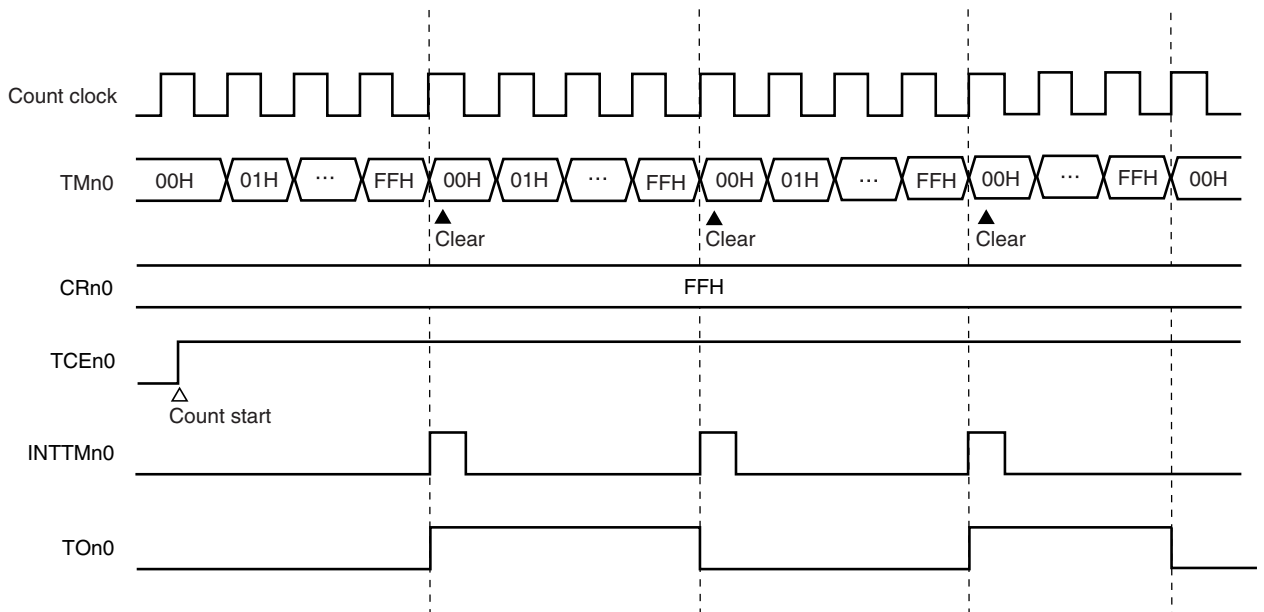 Count clock
TMn0 00H 01H ... FFH 00H 01H ... FFH 00H 01H ... FFH 00H ... FFH 00H
Clear Clear Clear
CRn0 FFH
TCEn0
Count start
INTTMn0
TOn0